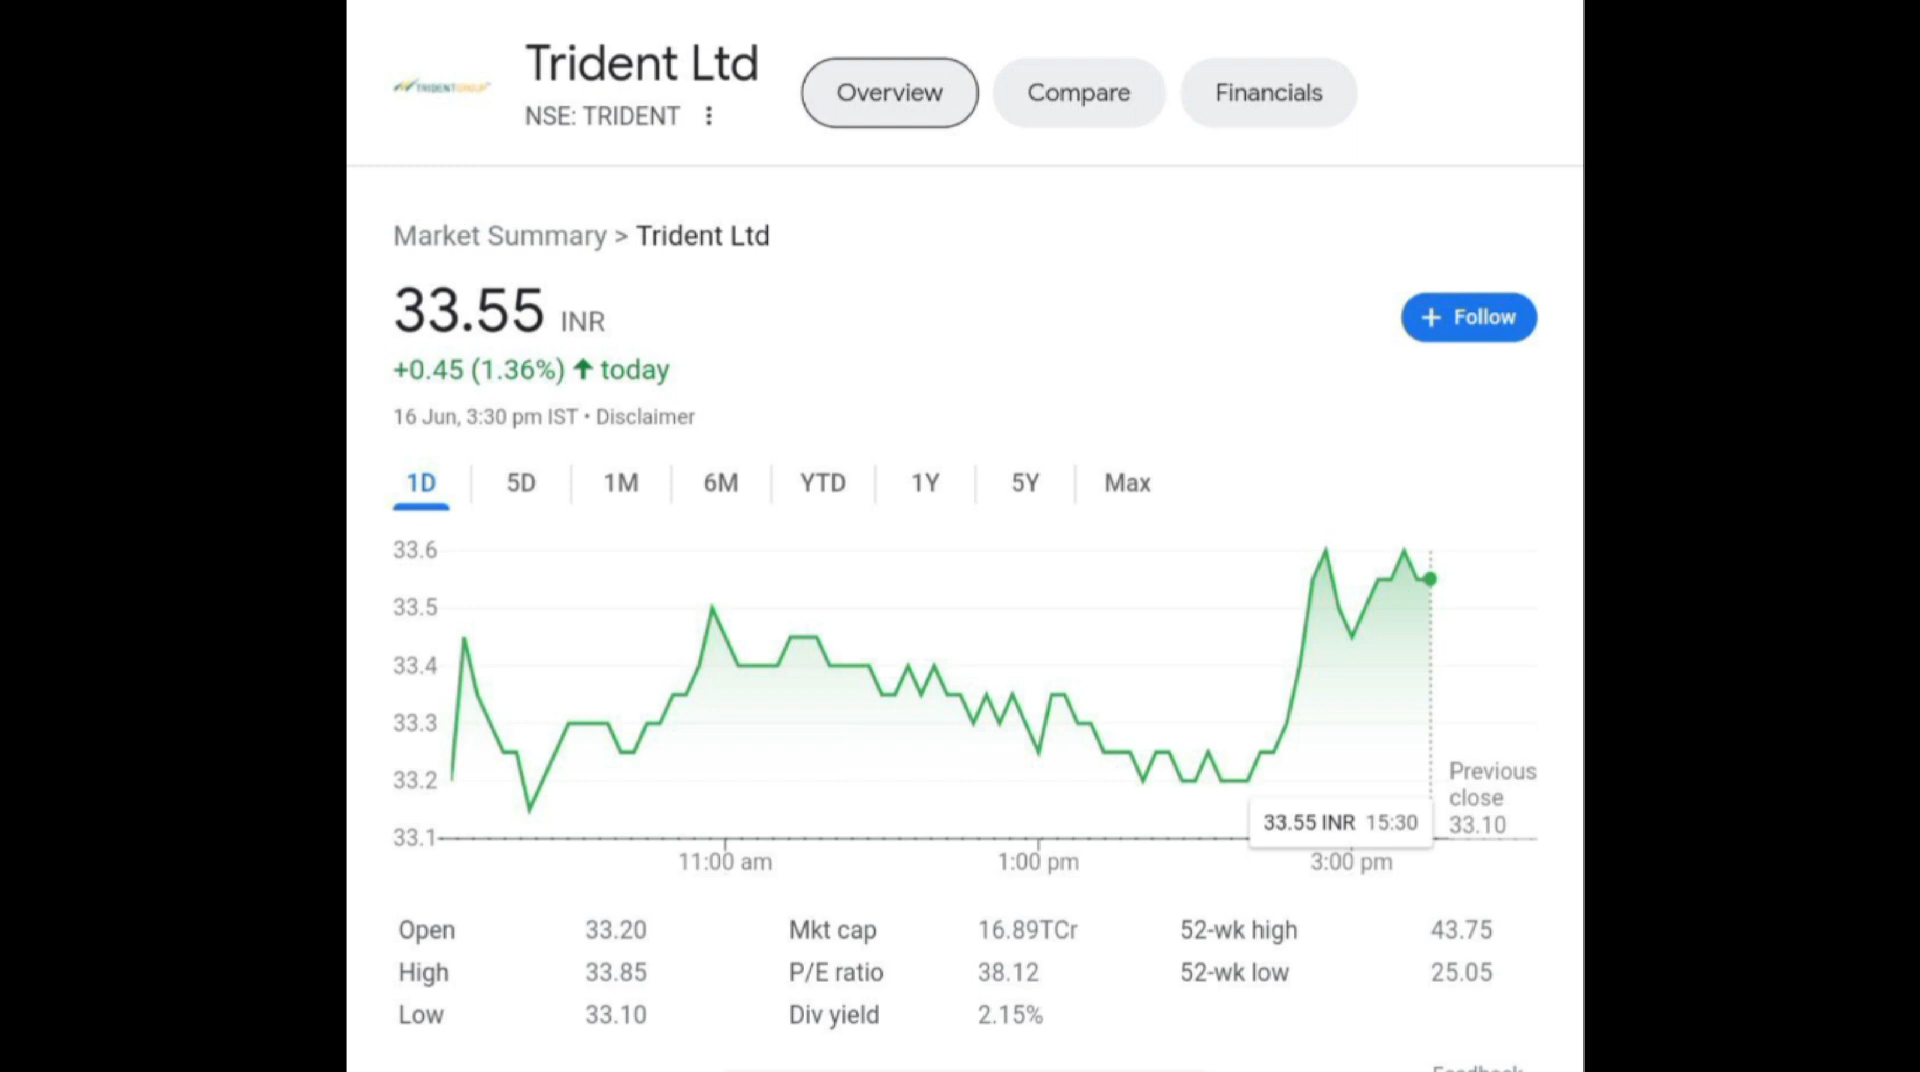 TRIDENTGROUP
Trident Ltd
NSE: TRIDENT
Overview
Compare
Financials
Market Summary > Trident Ltd
33.55 INR
+ Follow
+0.45 (1.36%) ↑ today
16 Jun, 3:30 pm IST • Disclaimer
1D 5D 1M 6M YTD 1Y 5Y Max
33.6
33.5
33.4
33.3
33.2
33.1
Previous
close
33.10
33.55 INR 15:30
11:00 am 1:00 pm 3:00 pm
Open 33.20 Mkt cap 16.89TCr 52-wk high 43.75
High 33.85 P/E ratio 38.12 52-wk low 25.05
Low 33.10 Div yield 2.15%